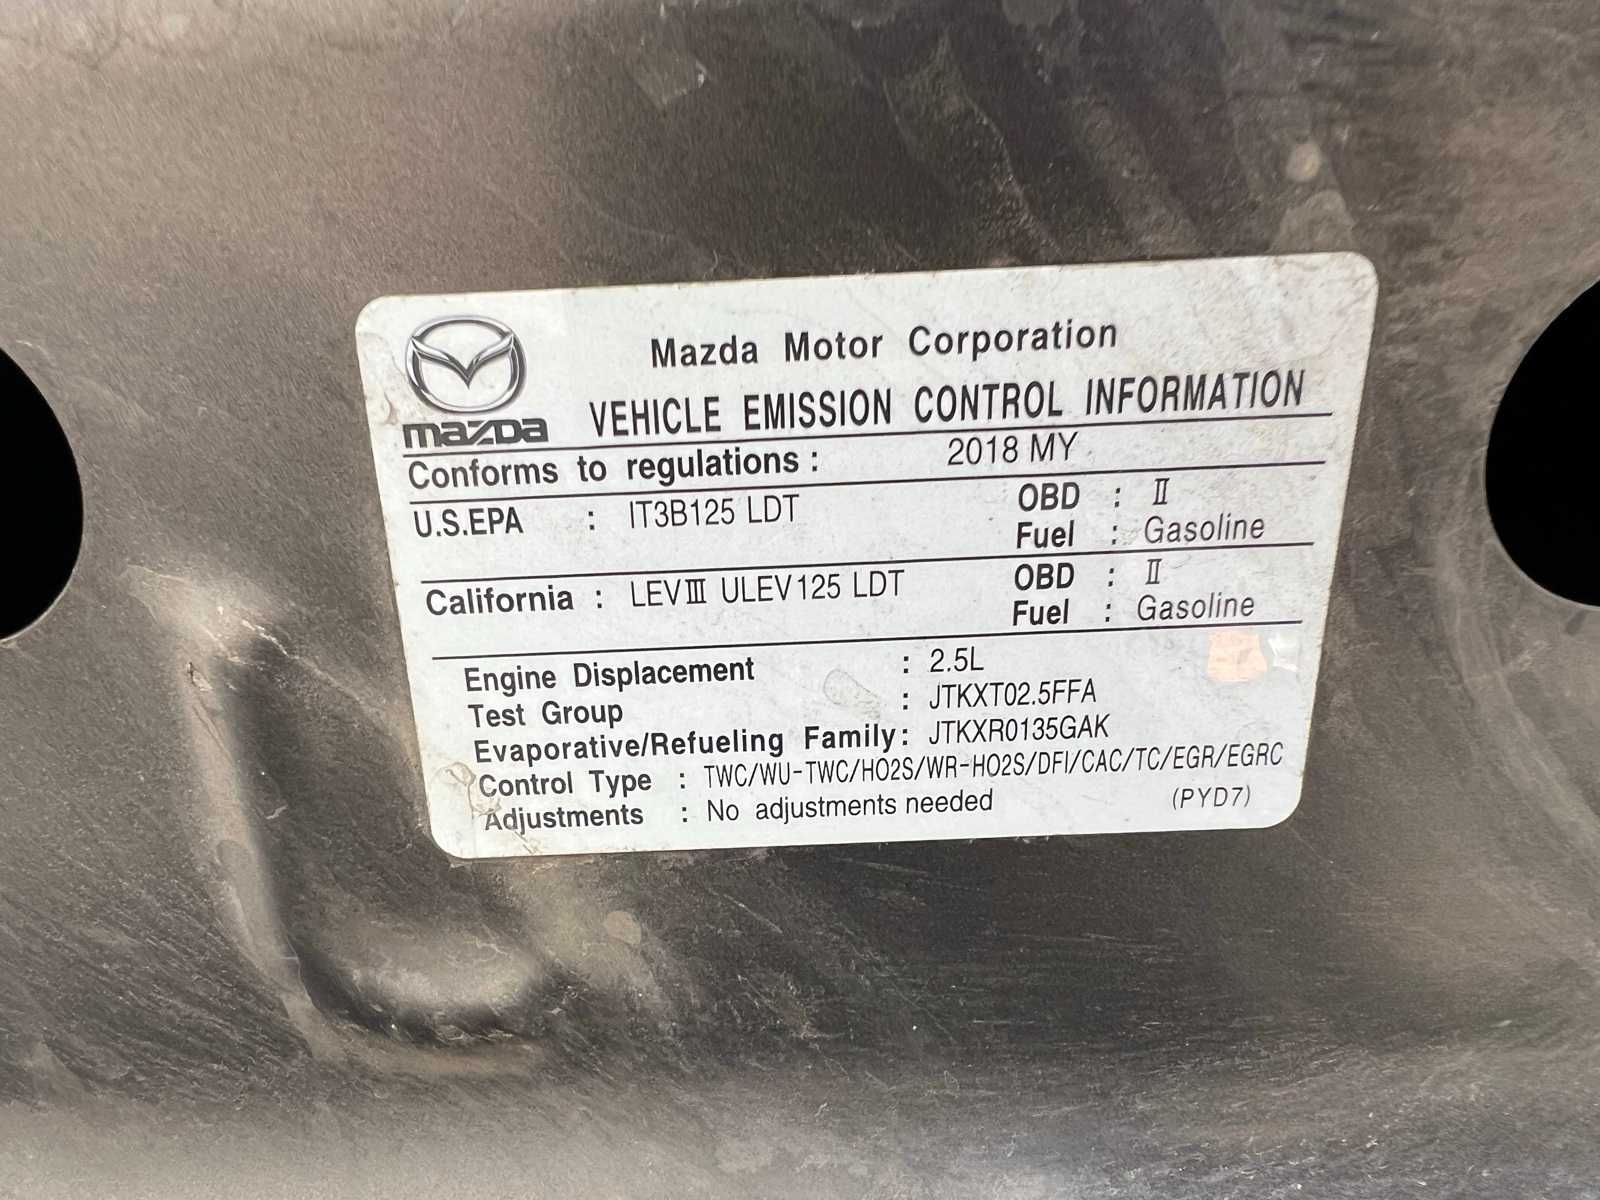 Mazda Motor Corporation
mazda VEHICLE EMISSION CONTROL INFORMATION
Conforms to regulations : 2018 MY
U.S.EPA : IT3B125 LDT OBD : Ⅱ
Fuel : Gasoline
California : LEVⅢ ULEV125 LDT OBD : Ⅱ
Fuel : Gasoline
Engine Displacement : 2.5L
Test Group : JTKXT02.5FFA
Evaporative/Refueling Family : JTKXR0135GAK
Control Type : TWC/WU-TWC/HO2S/WR-HO2S/DFI/CAC/TC/EGR/EGRC
Adjustments : No adjustments needed (PYD7)